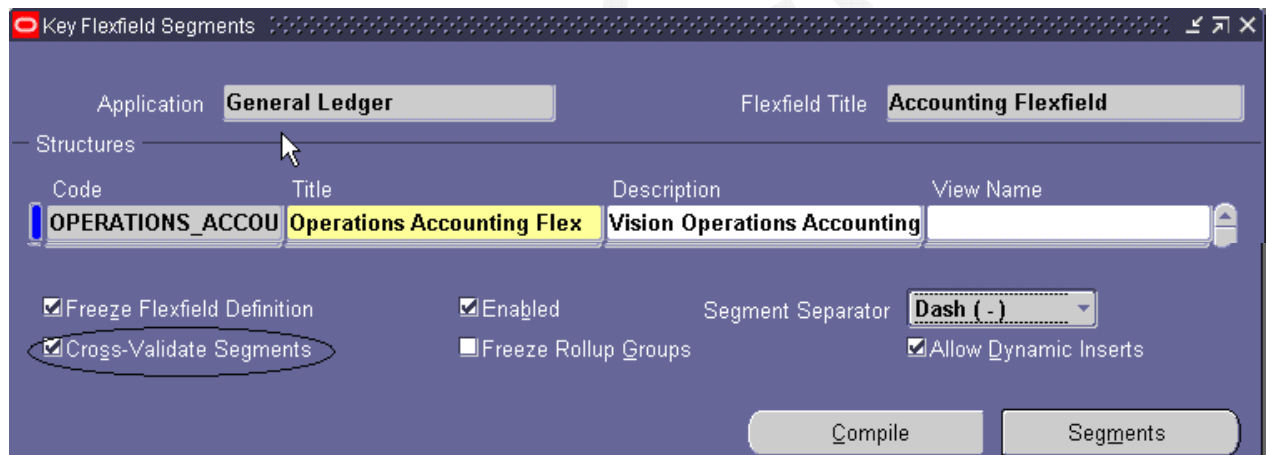 Key Flexfield Segments
Application General Ledger Flexfield Title Accounting Flexfield
Structures
Code Title Description View Name
OPERATIONS_ACCOU Operations Accounting Flex Vision Operations Accounting
Freeze Flexfield Definition Enabled Segment Separator Dash (-)
Cross-Validate Segments Freeze Rollup Groups Allow Dynamic Inserts
Compile Segments